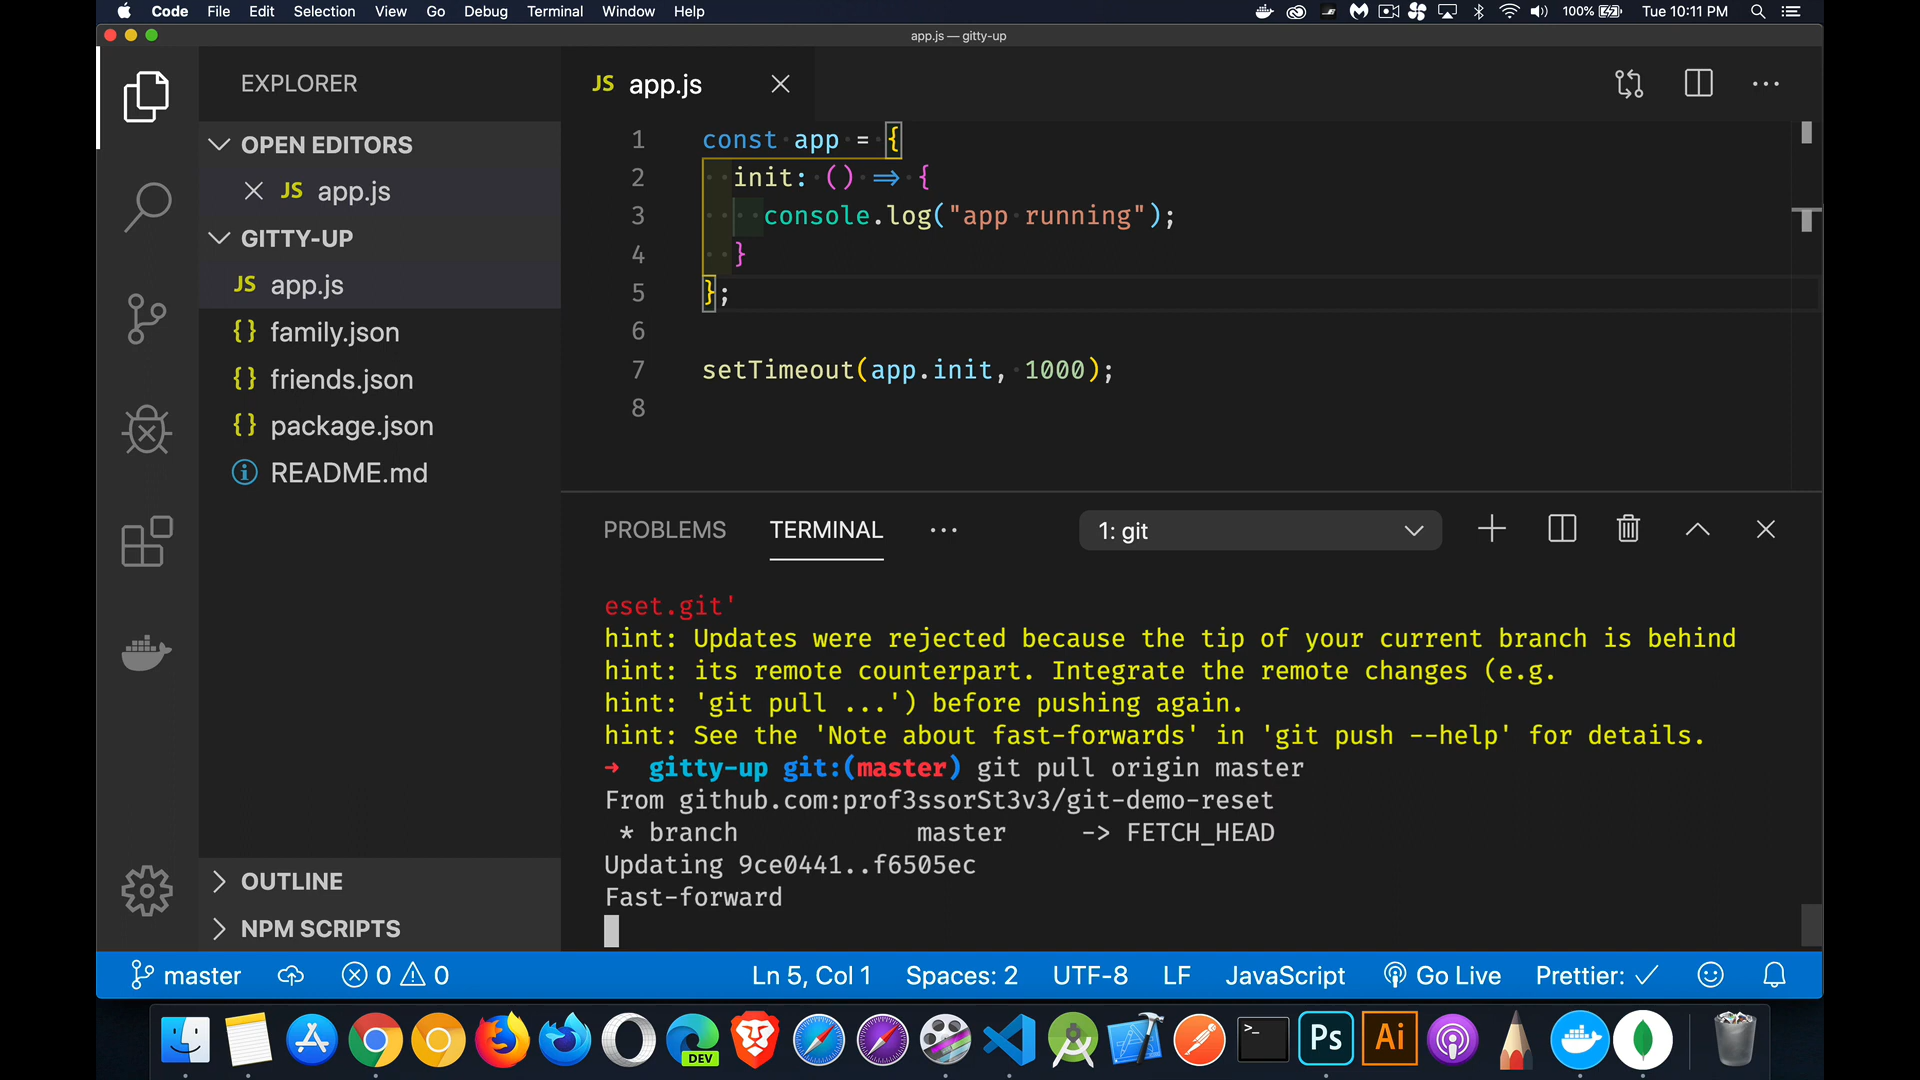 Code File Edit Selection View Go Debug Terminal Window Help 100% Tue 10:11 PM
app.js — gitty-up
EXPLORER
OPEN EDITORS
JS app.js
GITTY-UP
JS app.js
{} family.json
{} friends.json
{} package.json
README.md
OUTLINE
NPM SCRIPTS
JS app.js
1 const app = {
2 init: () => {
3 console.log("app running");
4 }
5 };
6
7 setTimeout(app.init, 1000);
8
PROBLEMS TERMINAL ... 1: git
eset.git'
hint: Updates were rejected because the tip of your current branch is behind
hint: its remote counterpart. Integrate the remote changes (e.g.
hint: 'git pull ...') before pushing again.
hint: See the 'Note about fast-forwards' in 'git push --help' for details.
➜ gitty-up git:(master) git pull origin master
From github.com:prof3ssorSt3v3/git-demo-reset
* branch master -> FETCH_HEAD
Updating 9ce0441..f6505ec
Fast-forward
master 0 0 Ln 5, Col 1 Spaces: 2 UTF-8 LF JavaScript Go Live Prettier: ✓
DEV >_ Ps Ai